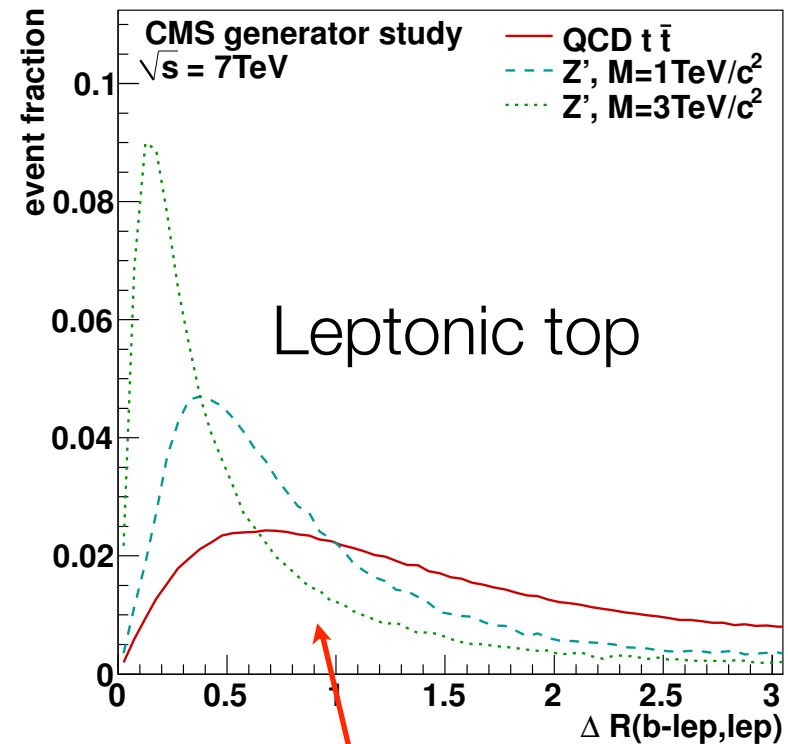 CMS generator study
√s = 7TeV
QCD t t̄
Z', M=1TeV/c²
Z', M=3TeV/c²
event fraction
0.1
0.08
0.06
0.04
0.02
0
Leptonic top
0 0.5 1 1.5 2 2.5 3
Δ R(b-lep,lep)